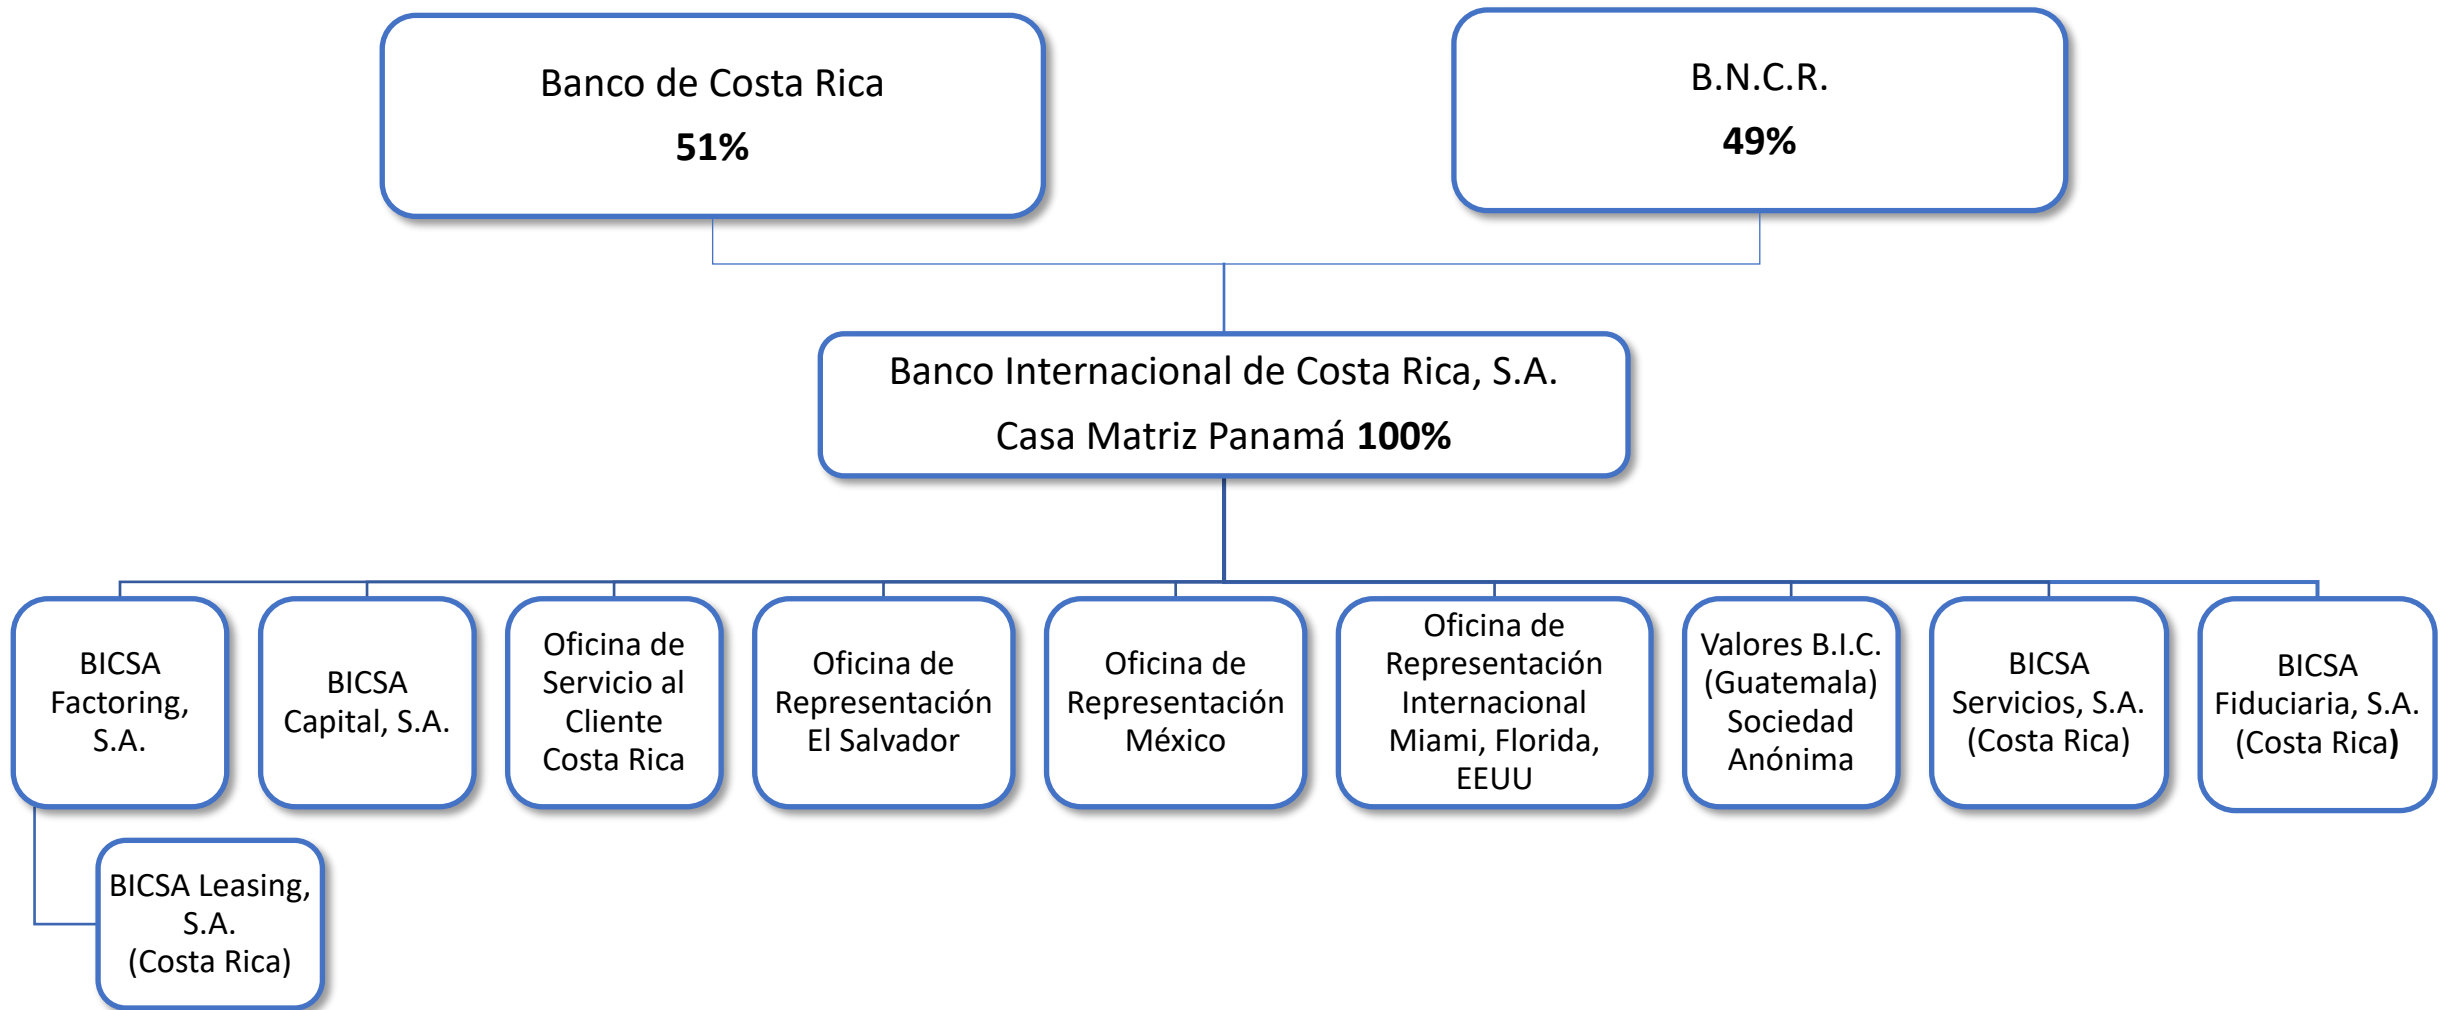 Banco de Costa Rica
51%
B.N.C.R.
49%
Banco Internacional de Costa Rica, S.A.
Casa Matriz Panamá 100%
BICSA
Factoring,
S.A.
BICSA
Capital, S.A.
Oficina de
Servicio al
Cliente
Costa Rica
Oficina de
Representación
El Salvador
Oficina de
Representación
México
Oficina de
Representación
Internacional
Miami, Florida,
EEUU
Valores B.I.C.
(Guatemala)
Sociedad
Anónima
BICSA
Servicios, S.A.
(Costa Rica)
BICSA
Fiduciaria, S.A.
(Costa Rica)
BICSA Leasing,
S.A.
(Costa Rica)